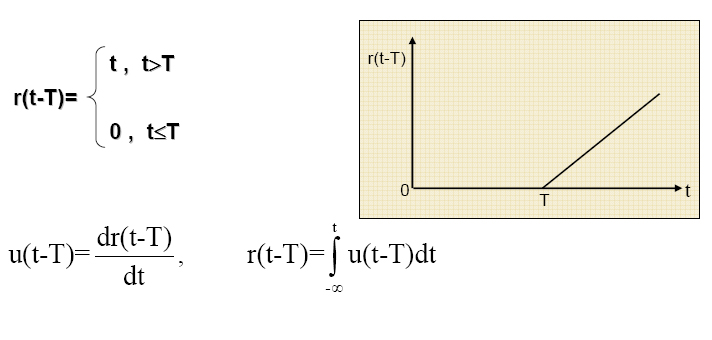 r(t-T)= { t , t>T
0 , t≤T
r(t-T)
0
T
t
u(t-T)= dr(t-T)/dt , r(t-T)= ∫_{-∞}^{t} u(t-T)dt